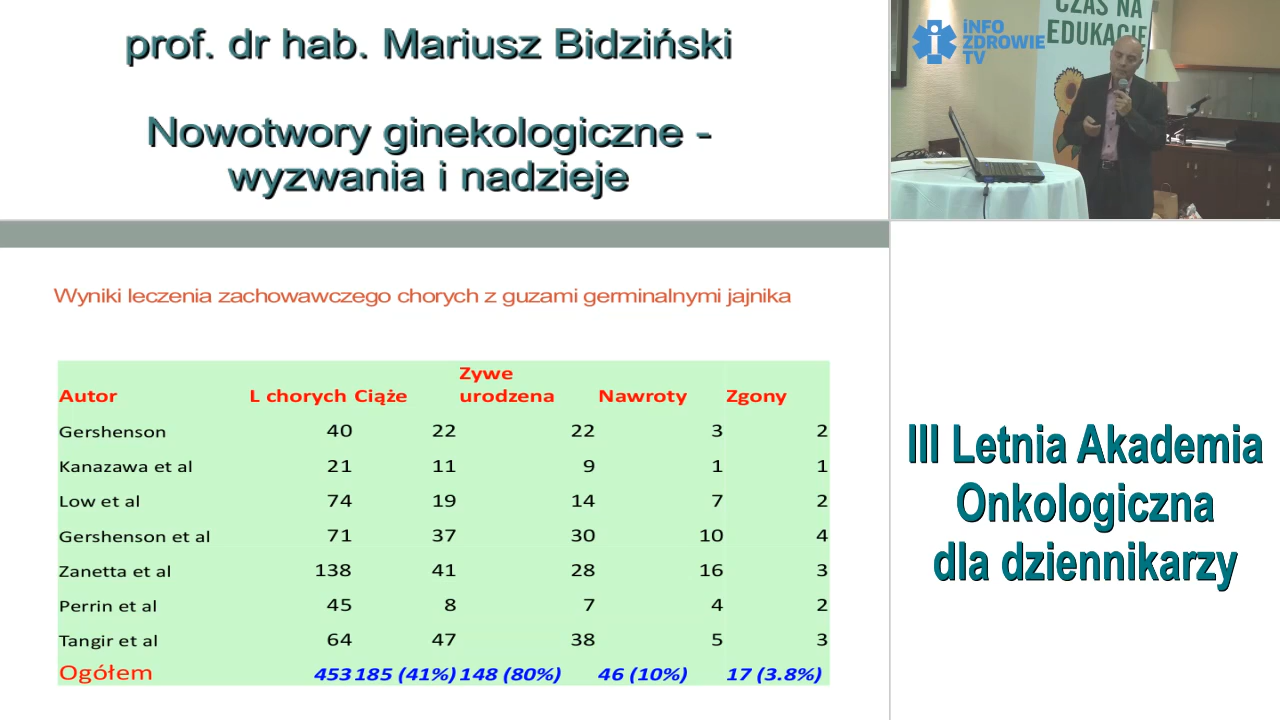 prof. dr hab. Mariusz Bidziński
Nowotwory ginekologiczne -
wyzwania i nadzieje
iNFO
ZDROWIE
TV
CZAS NA
EDUKACJĘ
Wyniki leczenia zachowawczego chorych z guzami germinalnymi jajnika
Autor L chorych Ciąże Zywe urodzena Nawroty Zgony
Gershenson 40 22 22 3 2
Kanazawa et al 21 11 9 1 1
Low et al 74 19 14 7 2
Gershenson et al 71 37 30 10 4
Zanetta et al 138 41 28 16 3
Perrin et al 45 8 7 4 2
Tangir et al 64 47 38 5 3
Ogółem 453 185 (41%) 148 (80%) 46 (10%) 17 (3.8%)
III Letnia Akademia
Onkologiczna
dla dziennikarzy